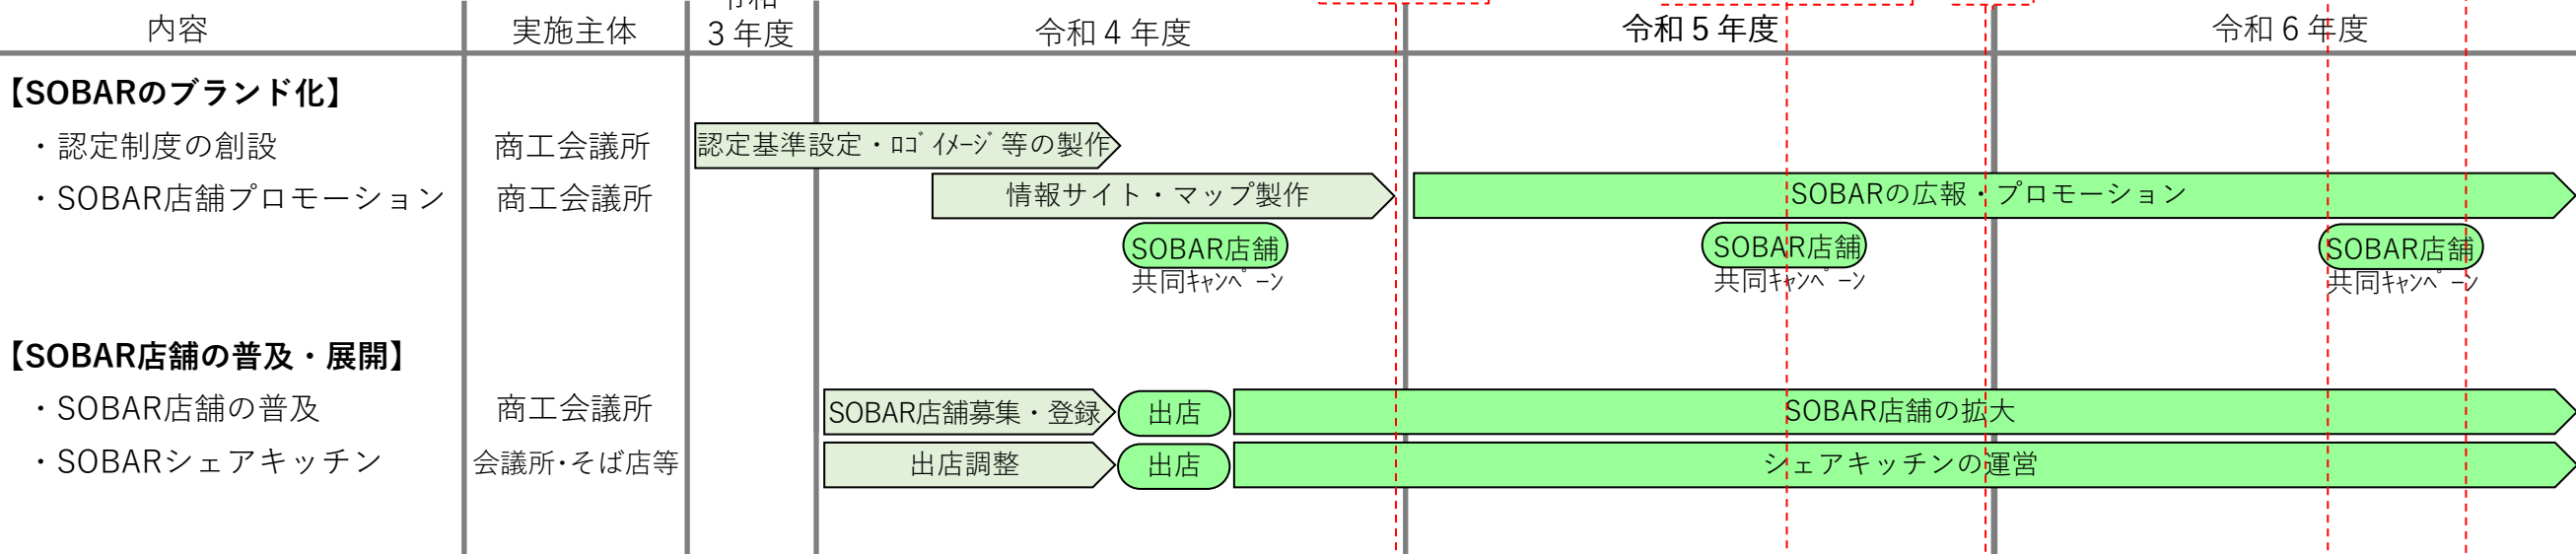 内容 実施主体 令和
3年度 令和4年度 令和5年度 令和6年度
【SOBARのブランド化】
・認定制度の創設 商工会議所 認定基準設定・ﾛｺﾞｲﾒｰｼﾞ等の製作
・SOBAR店舗プロモーション 商工会議所 情報サイト・マップ製作 SOBARの広報・プロモーション
SOBAR店舗 SOBAR店舗 SOBAR店舗
共同ｷｬﾝﾍﾟｰﾝ 共同ｷｬﾝﾍﾟｰﾝ 共同ｷｬﾝﾍﾟｰﾝ
【SOBAR店舗の普及・展開】
・SOBAR店舗の普及 商工会議所 SOBAR店舗募集・登録 出店 SOBAR店舗の拡大
・SOBARシェアキッチン 会議所・そば店等 出店調整 出店 シェアキッチンの運営